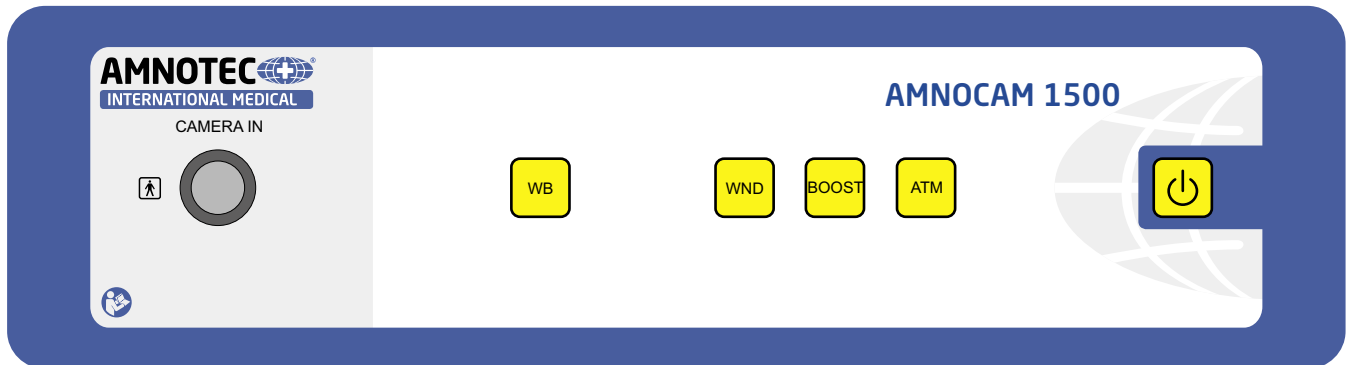 AMNOTEC®
INTERNATIONAL MEDICAL
CAMERA IN
AMNOCAM 1500
WB
WND
BOOST
ATM